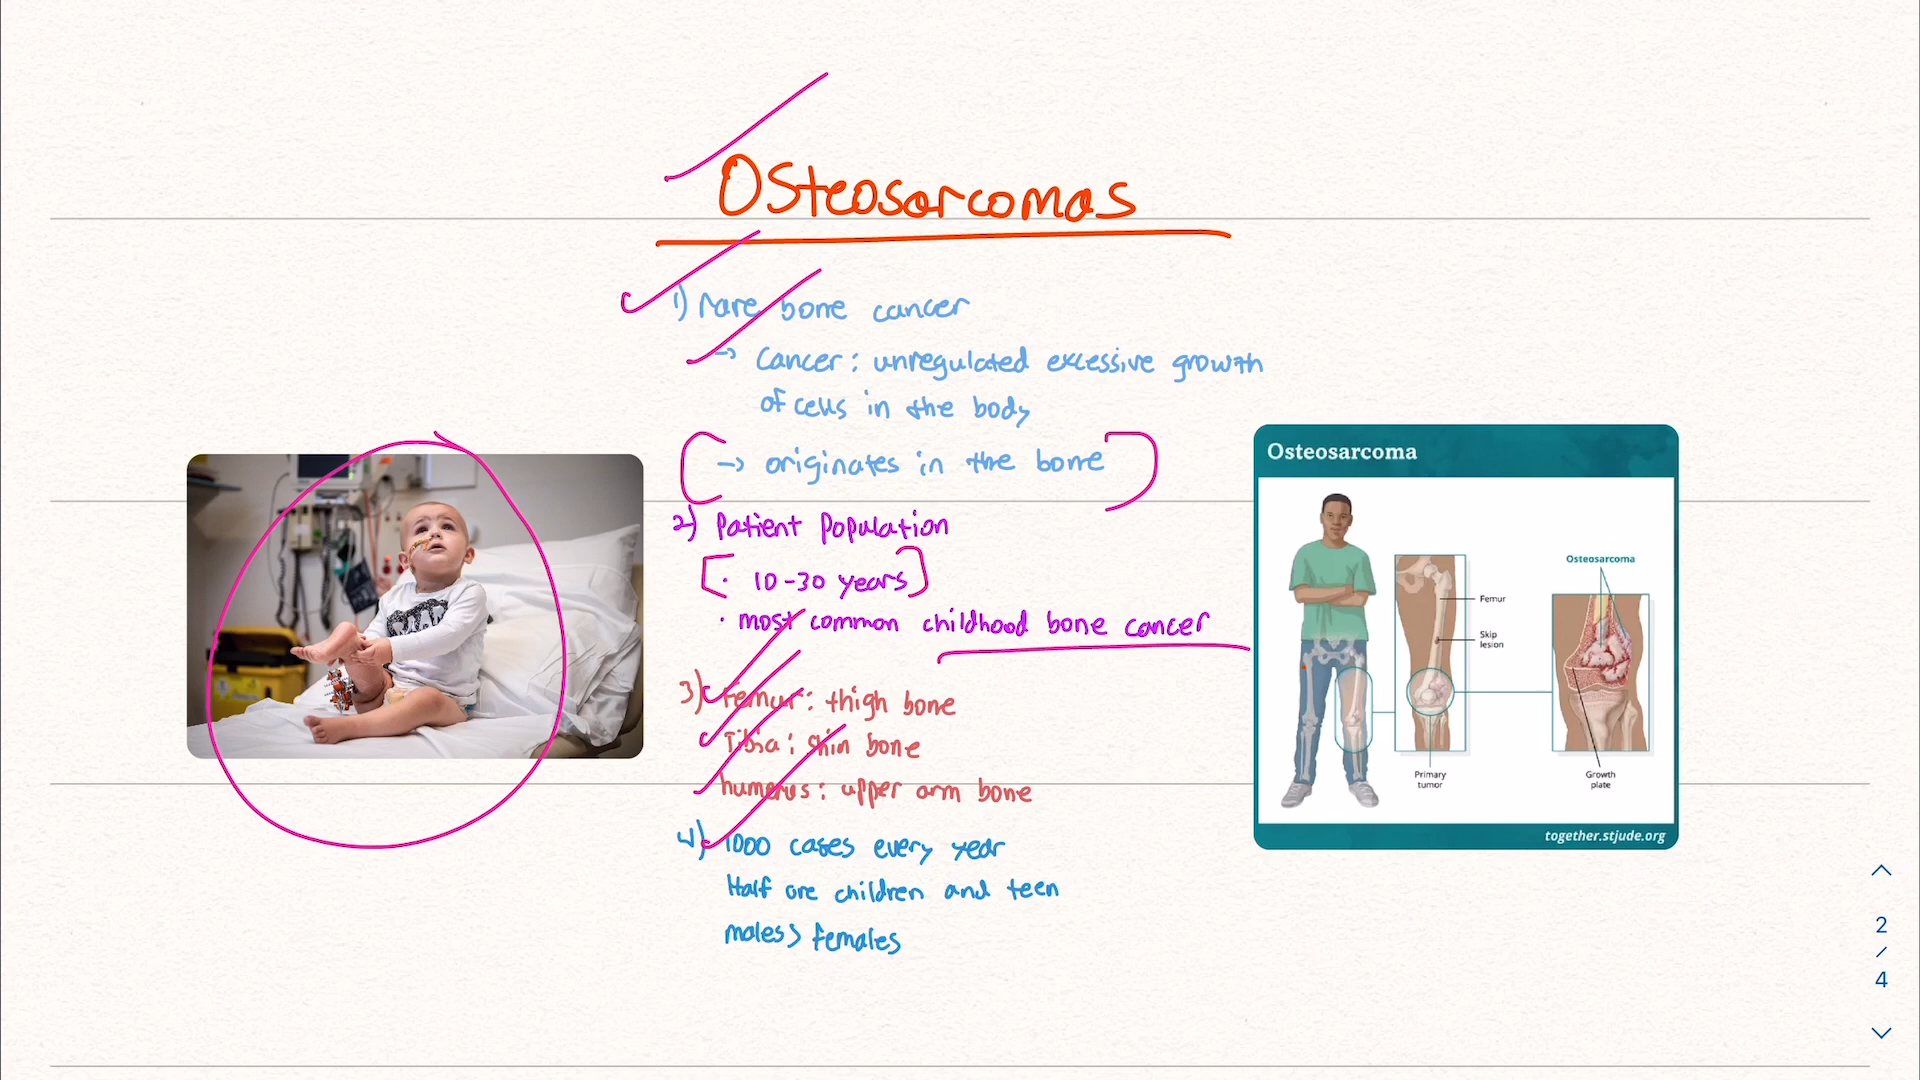 Osteosarcomas
1) rare bone cancer
→ cancer: unregulated excessive growth
of cells in the body
→ originates in the bone
2) Patient Population
· 10-30 years
· most common childhood bone cancer
3) femur: thigh bone
Tibia: shin bone
humerus: upper arm bone
4) 1000 cases every year
Half are children and teen
males > females
Osteosarcoma
Osteosarcoma
Femur
Skip
lesion
Primary
tumor
Growth
plate
together.stjude.org
2
/
4